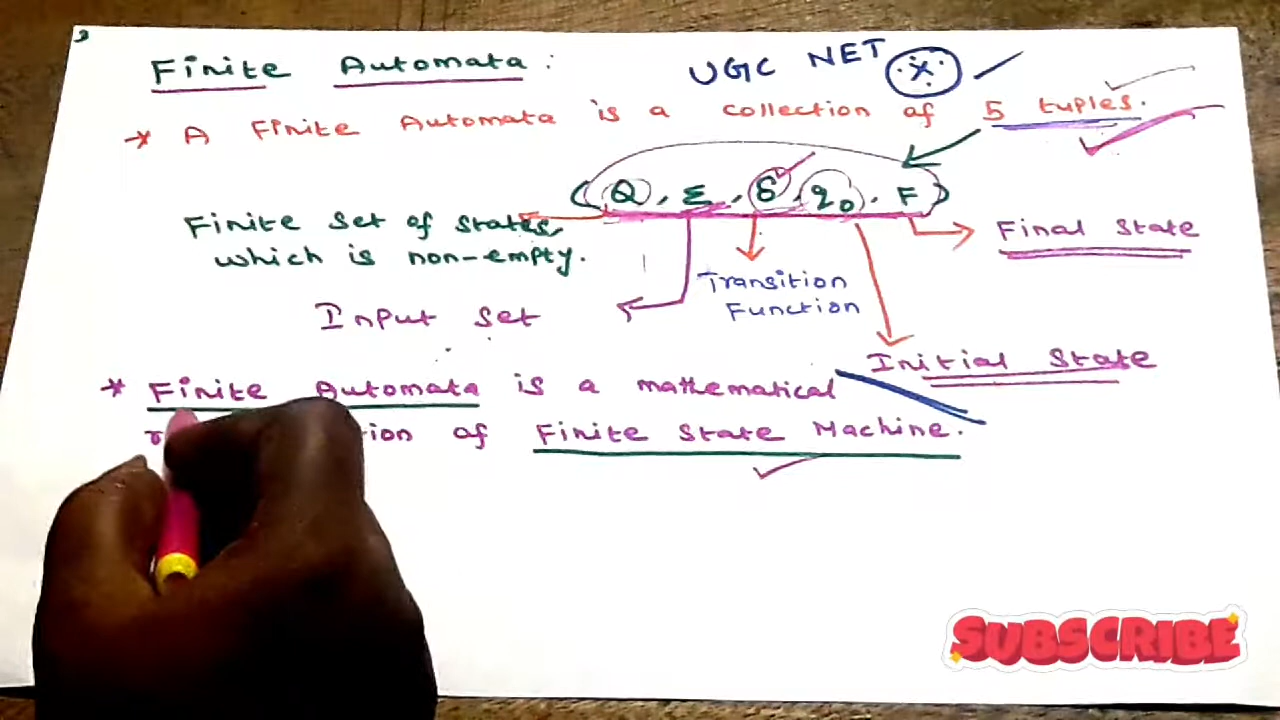 Finite Automata :
UGC NET
* A Finite Automata is a collection of 5 tuples.
(Q, Σ, δ, q0, F)
Finite set of states,
which is non-empty.
Final State
Transition
Function
Input set
Initial State
* Finite Automata is a mathematical
of Finite State Machine.
SUBSCRIBE